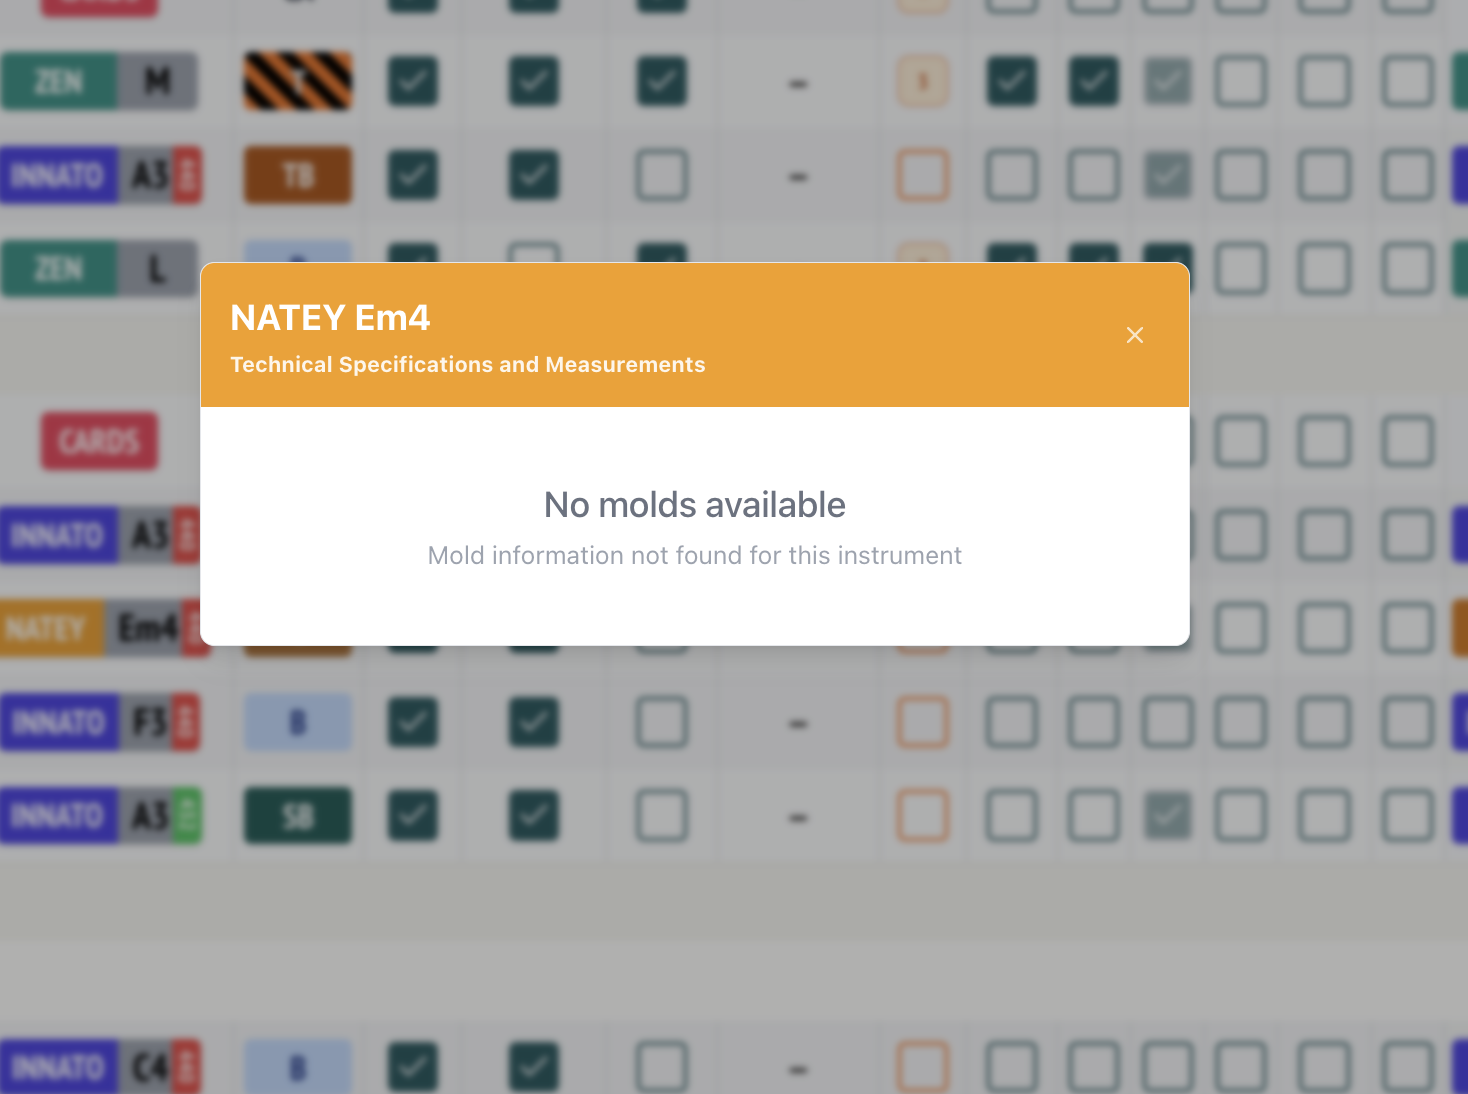 CARDS
ZEN M T
INNATO A3 TB
ZEN L
NATEY Em4
Technical Specifications and Measurements
No molds available
Mold information not found for this instrument
CARDS
INNATO A3
NATEY Em4
INNATO F3 B
INNATO A3 SB
INNATO C4 B